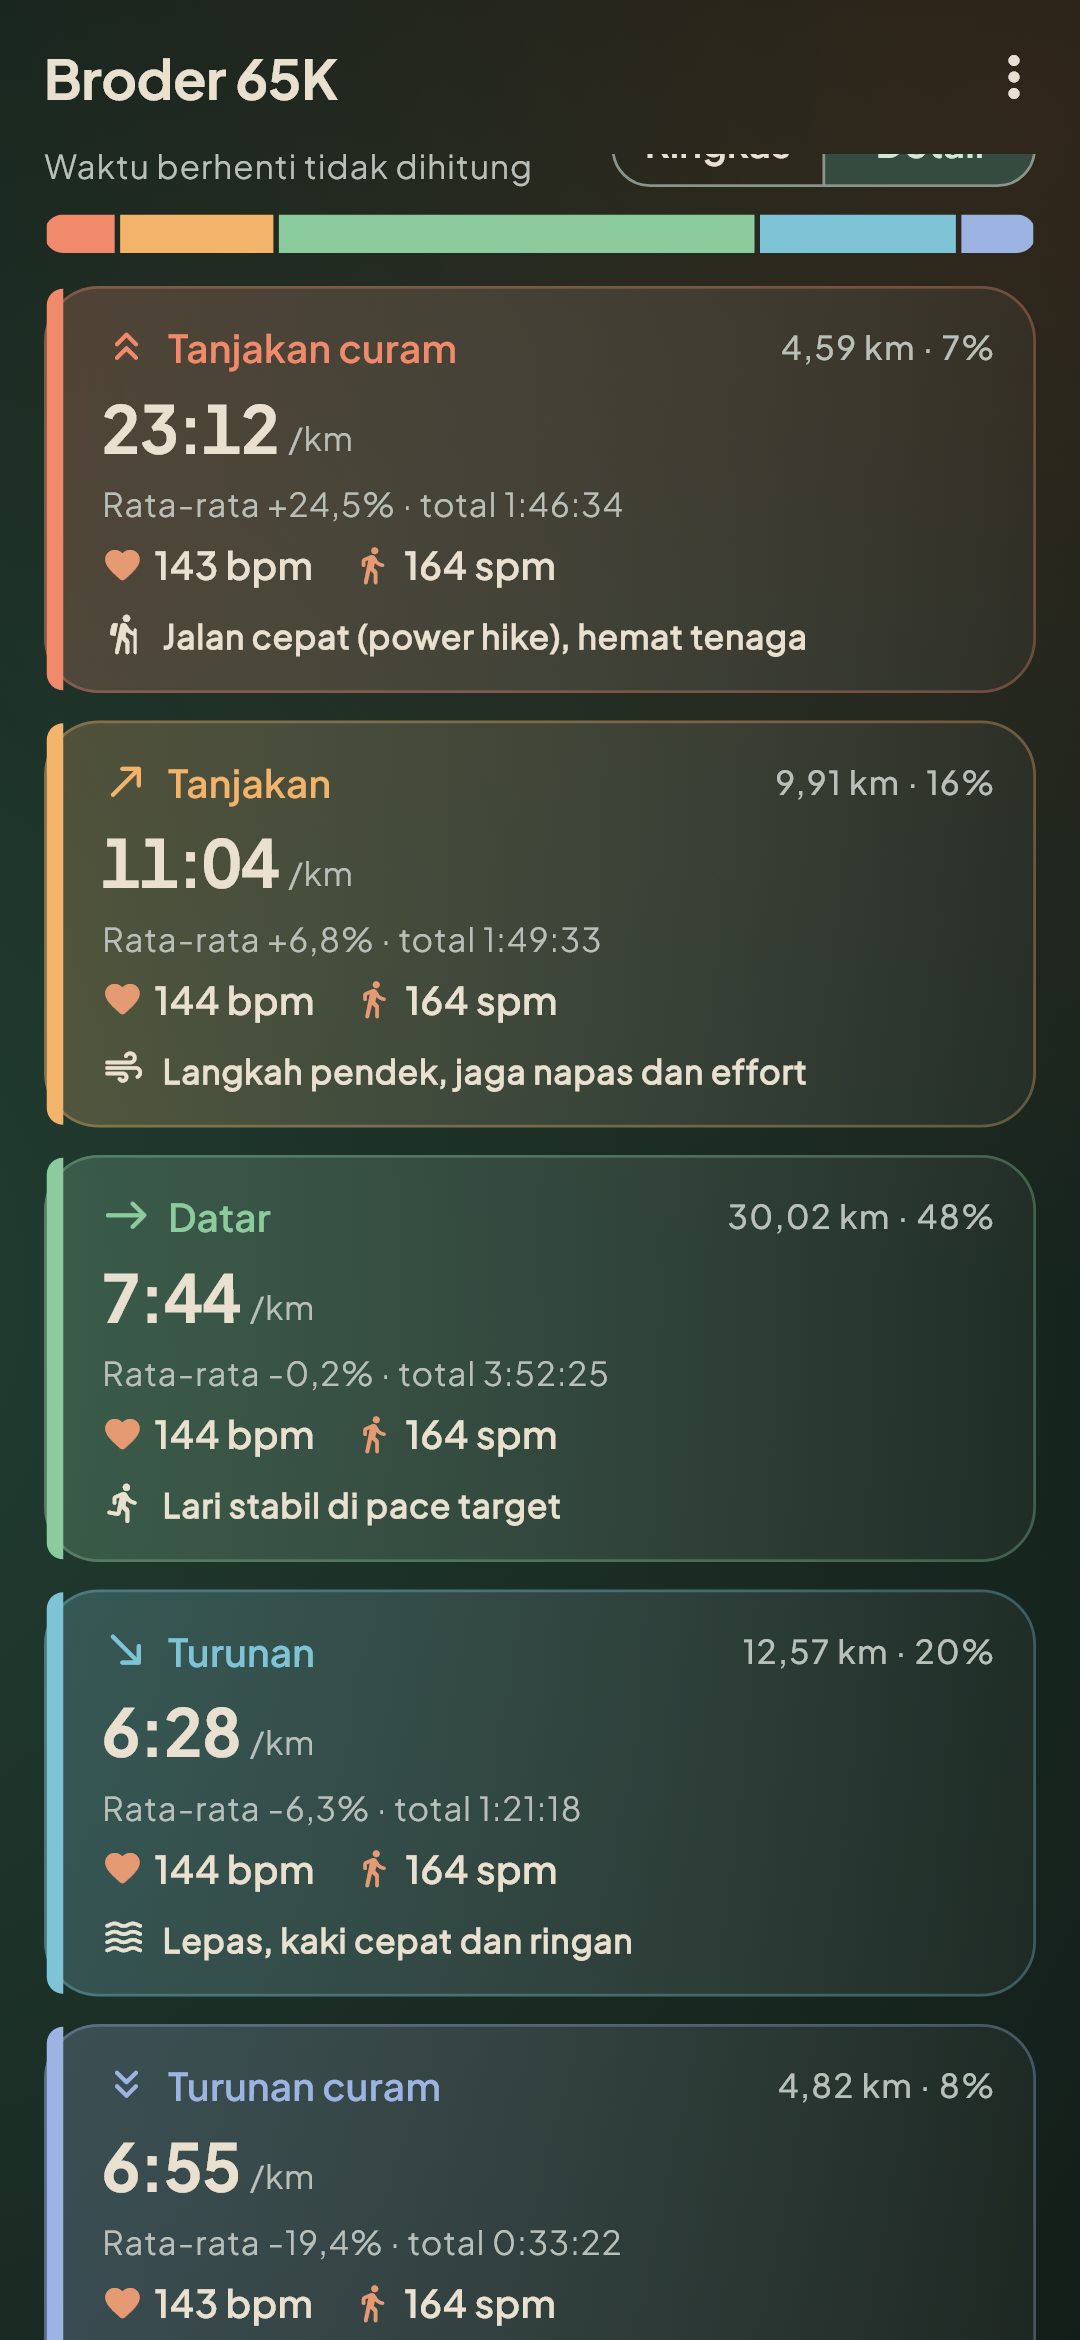 Broder 65K
Waktu berhenti tidak dihitung
Ringkas Detail
Tanjakan curam
4,59 km · 7%
23:12 /km
Rata-rata +24,5% · total 1:46:34
143 bpm 164 spm
Jalan cepat (power hike), hemat tenaga
Tanjakan
9,91 km · 16%
11:04 /km
Rata-rata +6,8% · total 1:49:33
144 bpm 164 spm
Langkah pendek, jaga napas dan effort
Datar
30,02 km · 48%
7:44 /km
Rata-rata -0,2% · total 3:52:25
144 bpm 164 spm
Lari stabil di pace target
Turunan
12,57 km · 20%
6:28 /km
Rata-rata -6,3% · total 1:21:18
144 bpm 164 spm
Lepas, kaki cepat dan ringan
Turunan curam
4,82 km · 8%
6:55 /km
Rata-rata -19,4% · total 0:33:22
143 bpm 164 spm